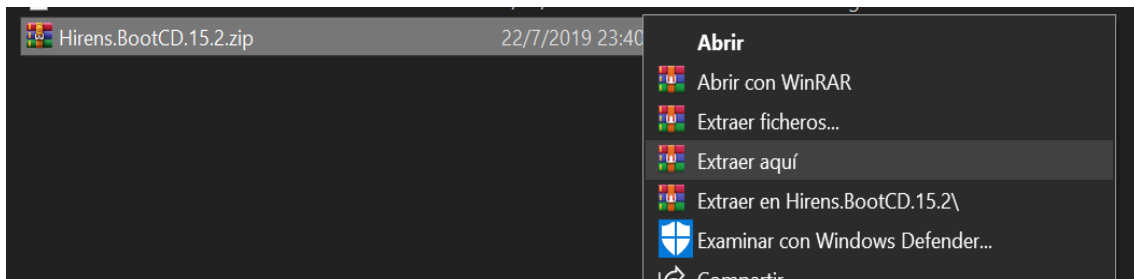 Hirens.BootCD.15.2.zip 22/7/2019 23:40
Abrir
Abrir con WinRAR
Extraer ficheros...
Extraer aquí
Extraer en Hirens.BootCD.15.2\
Examinar con Windows Defender...
Compartir